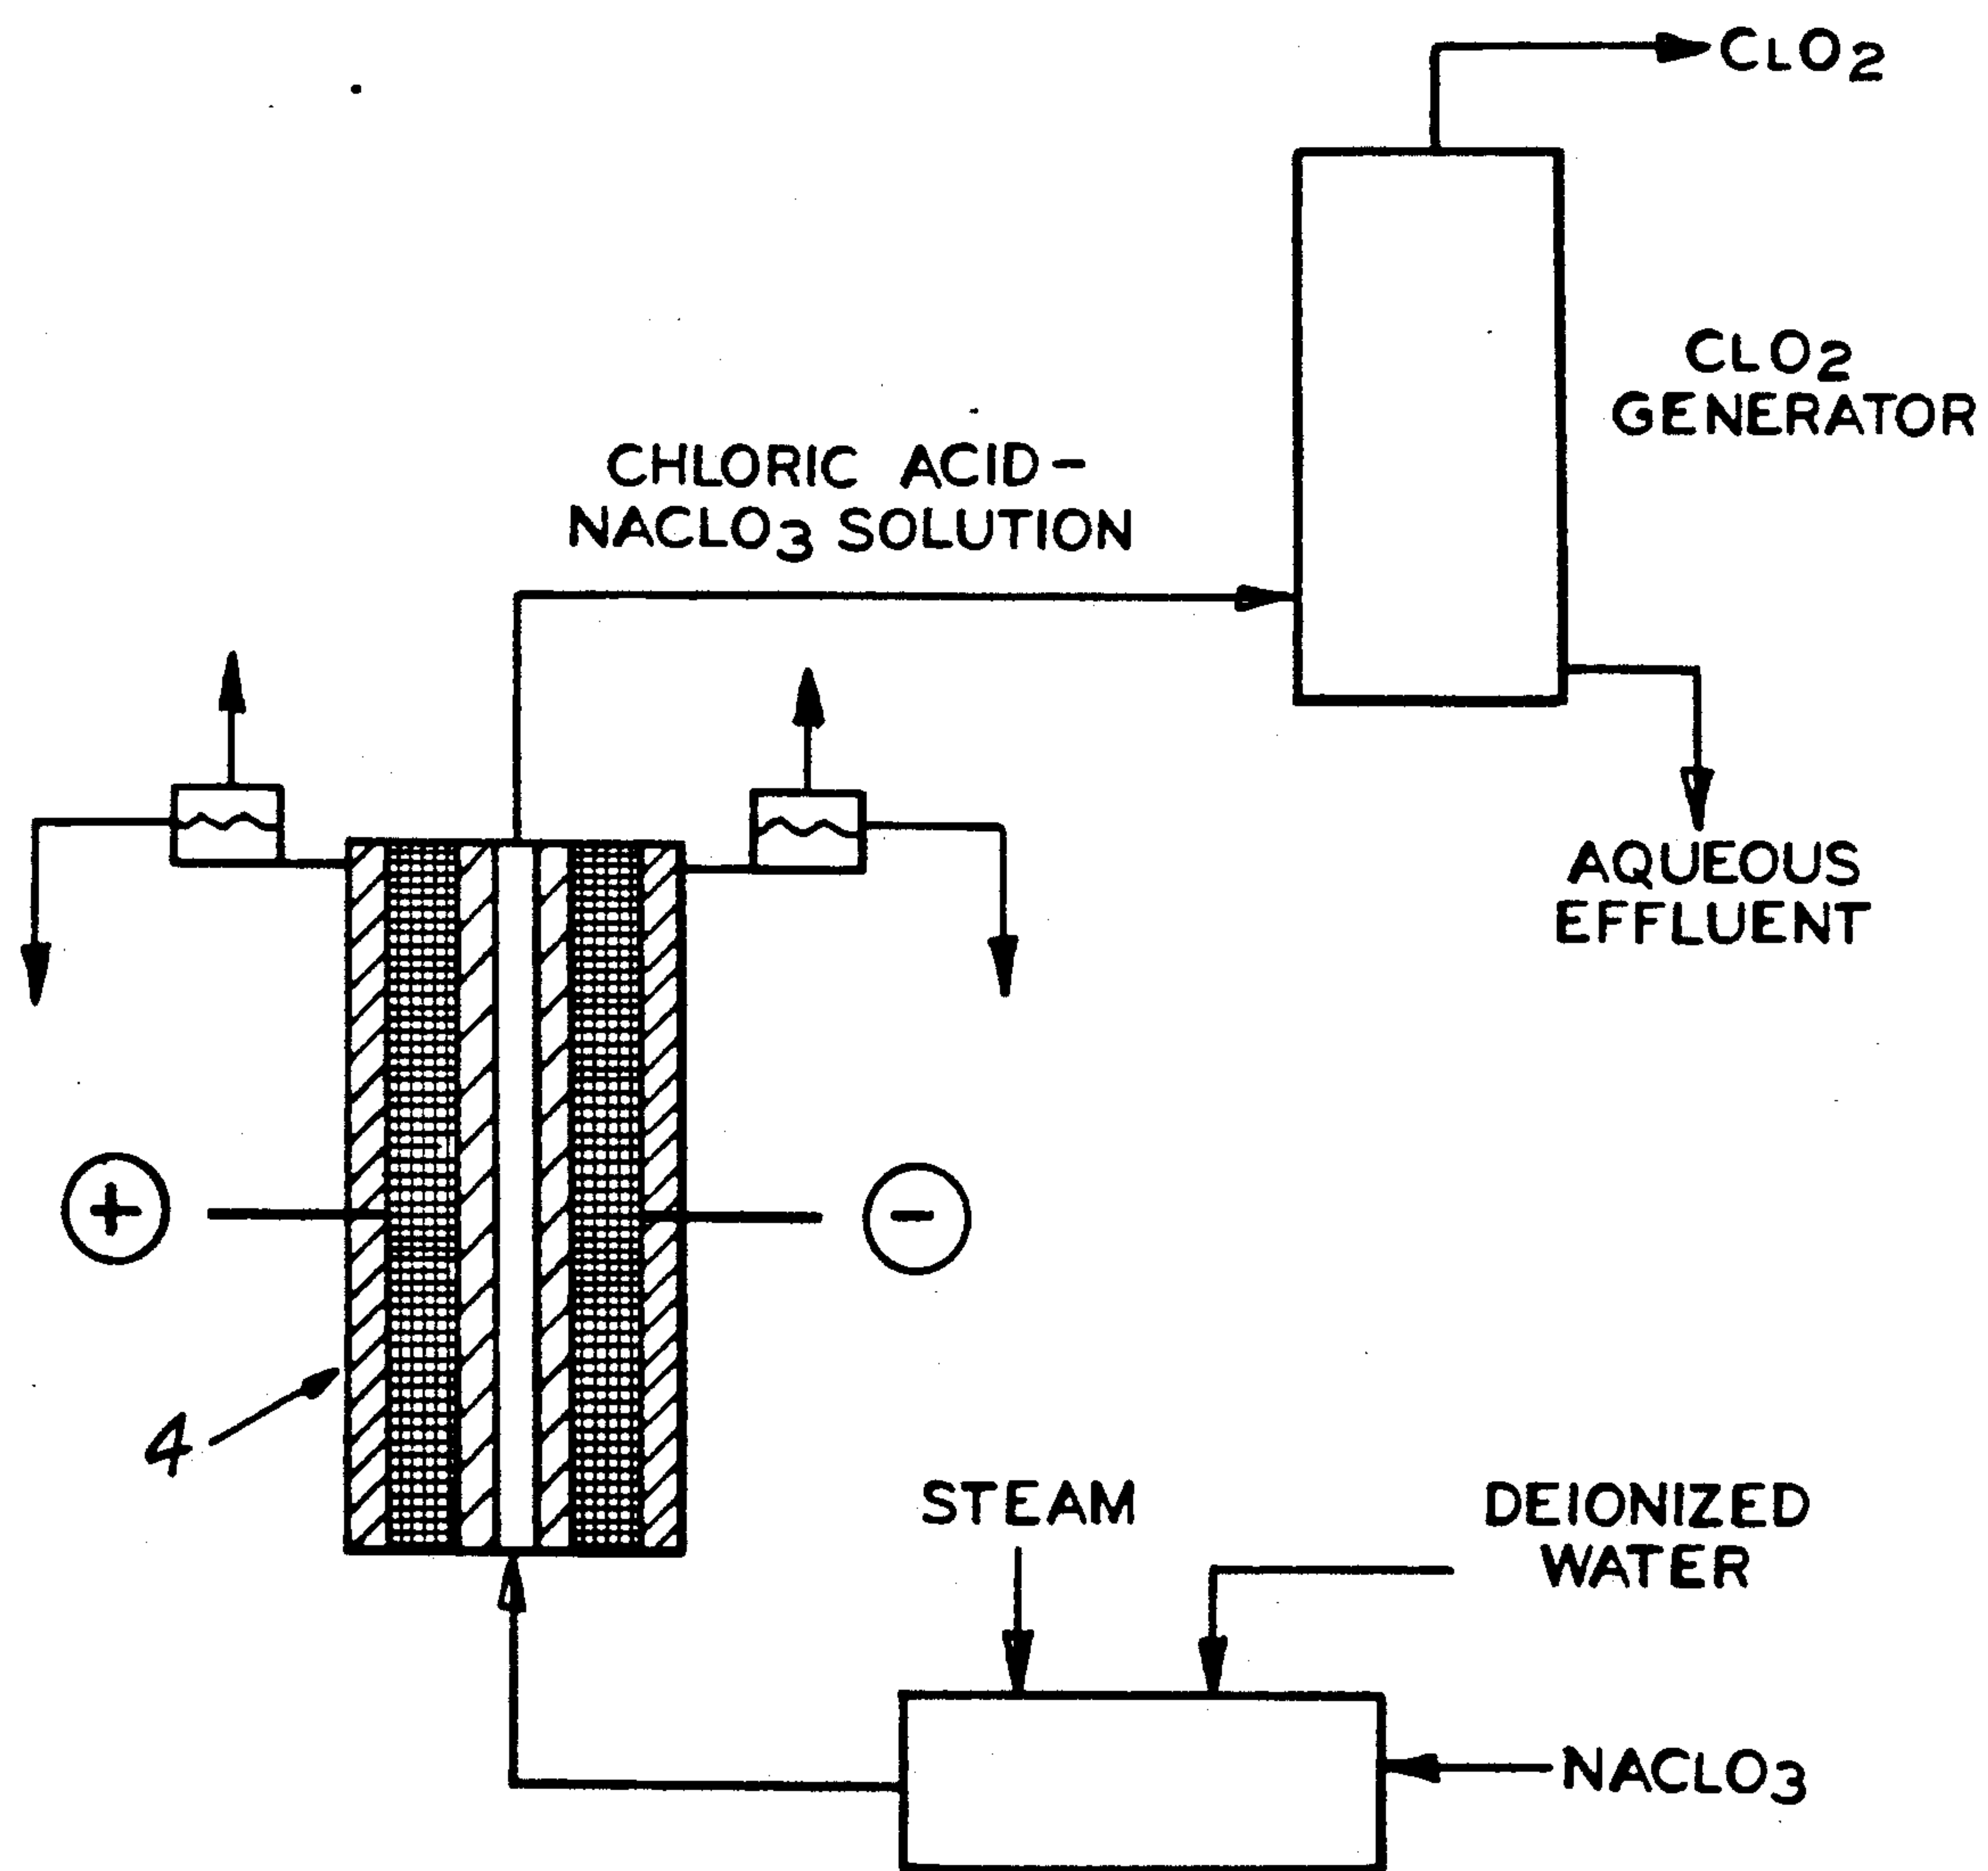 CLO2
CLO2
GENERATOR
CHLORIC ACID-
NACLO3 SOLUTION
AQUEOUS
EFFLUENT
+
-
4
STEAM
DEIONIZED
WATER
NACLO3